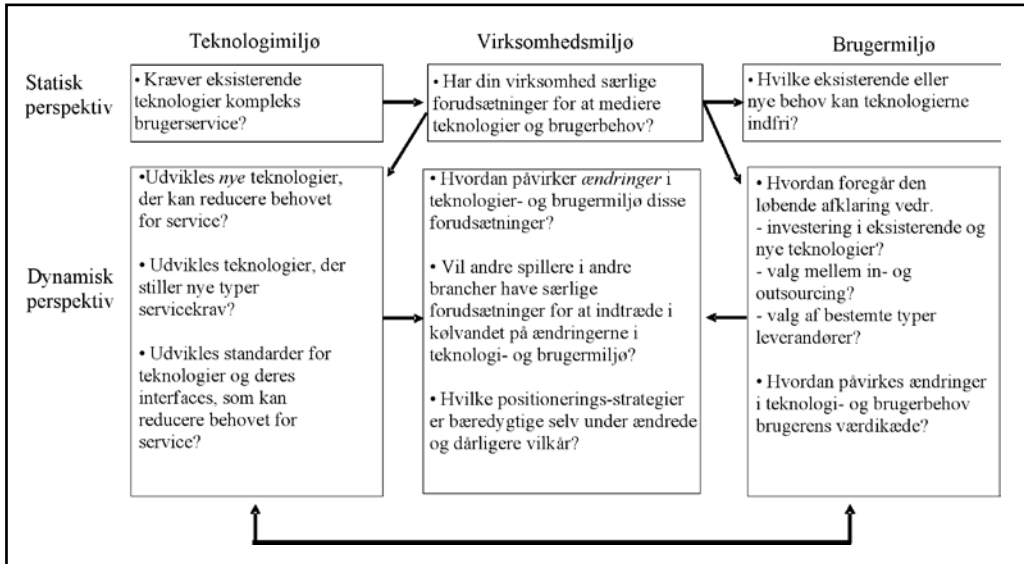 Teknologimiljø
Virksomhedsmiljø
Brugermiljø
Statisk
perspektiv
• Kræver eksisterende
teknologier kompleks
brugerservice?
• Har din virksomhed særlige
forudsætninger for at mediere
teknologier og brugerbehov?
• Hvilke eksisterende eller
nye behov kan teknologierne
indfri?
Dynamisk
perspektiv
•Udvikles nye teknologier,
der kan reducere behovet
for service?
• Udvikles teknologier, der
stiller nye typer
servicekrav?
• Udvikles standarder for
teknologier og deres
interfaces, som kan
reducere behovet for
service?
• Hvordan påvirker ændringer i
teknologier- og brugermiljø disse
forudsætninger?
• Vil andre spillere i andre
brancher have særlige
forudsætninger for at indtræde i
kølvandet på ændringerne i
teknologi- og brugermiljø?
• Hvilke positionerings-strategier
er bæredygtige selv under ændrede
og dårligere vilkår?
• Hvordan foregår den
løbende afklaring vedr.
- investering i eksisterende og
nye teknologier?
- valg mellem in- og
outsourcing?
- valg af bestemte typer
leverandører?
• Hvordan påvirkes ændringer
i teknologi- og brugerbehov
brugerens værdikæde?